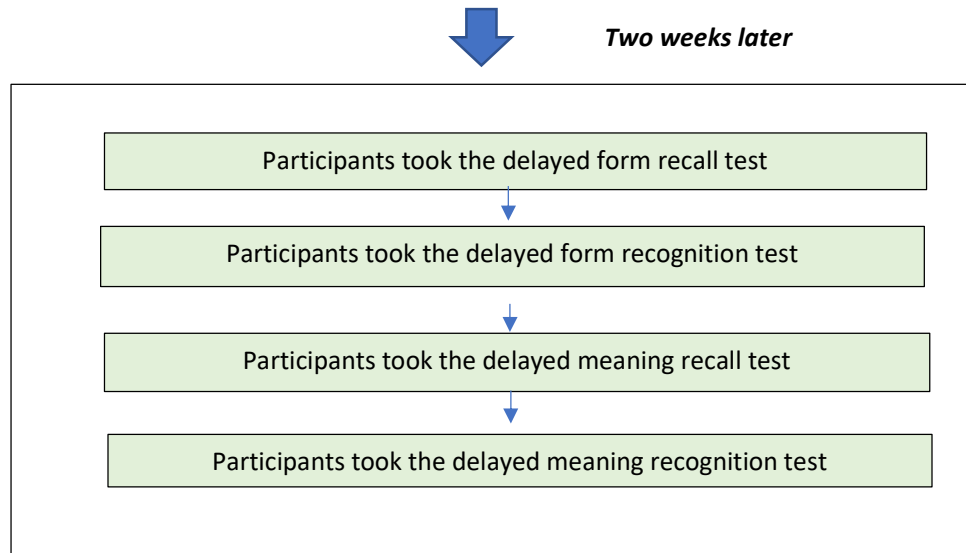 Two weeks later
Participants took the delayed form recall test
Participants took the delayed form recognition test
Participants took the delayed meaning recall test
Participants took the delayed meaning recognition test